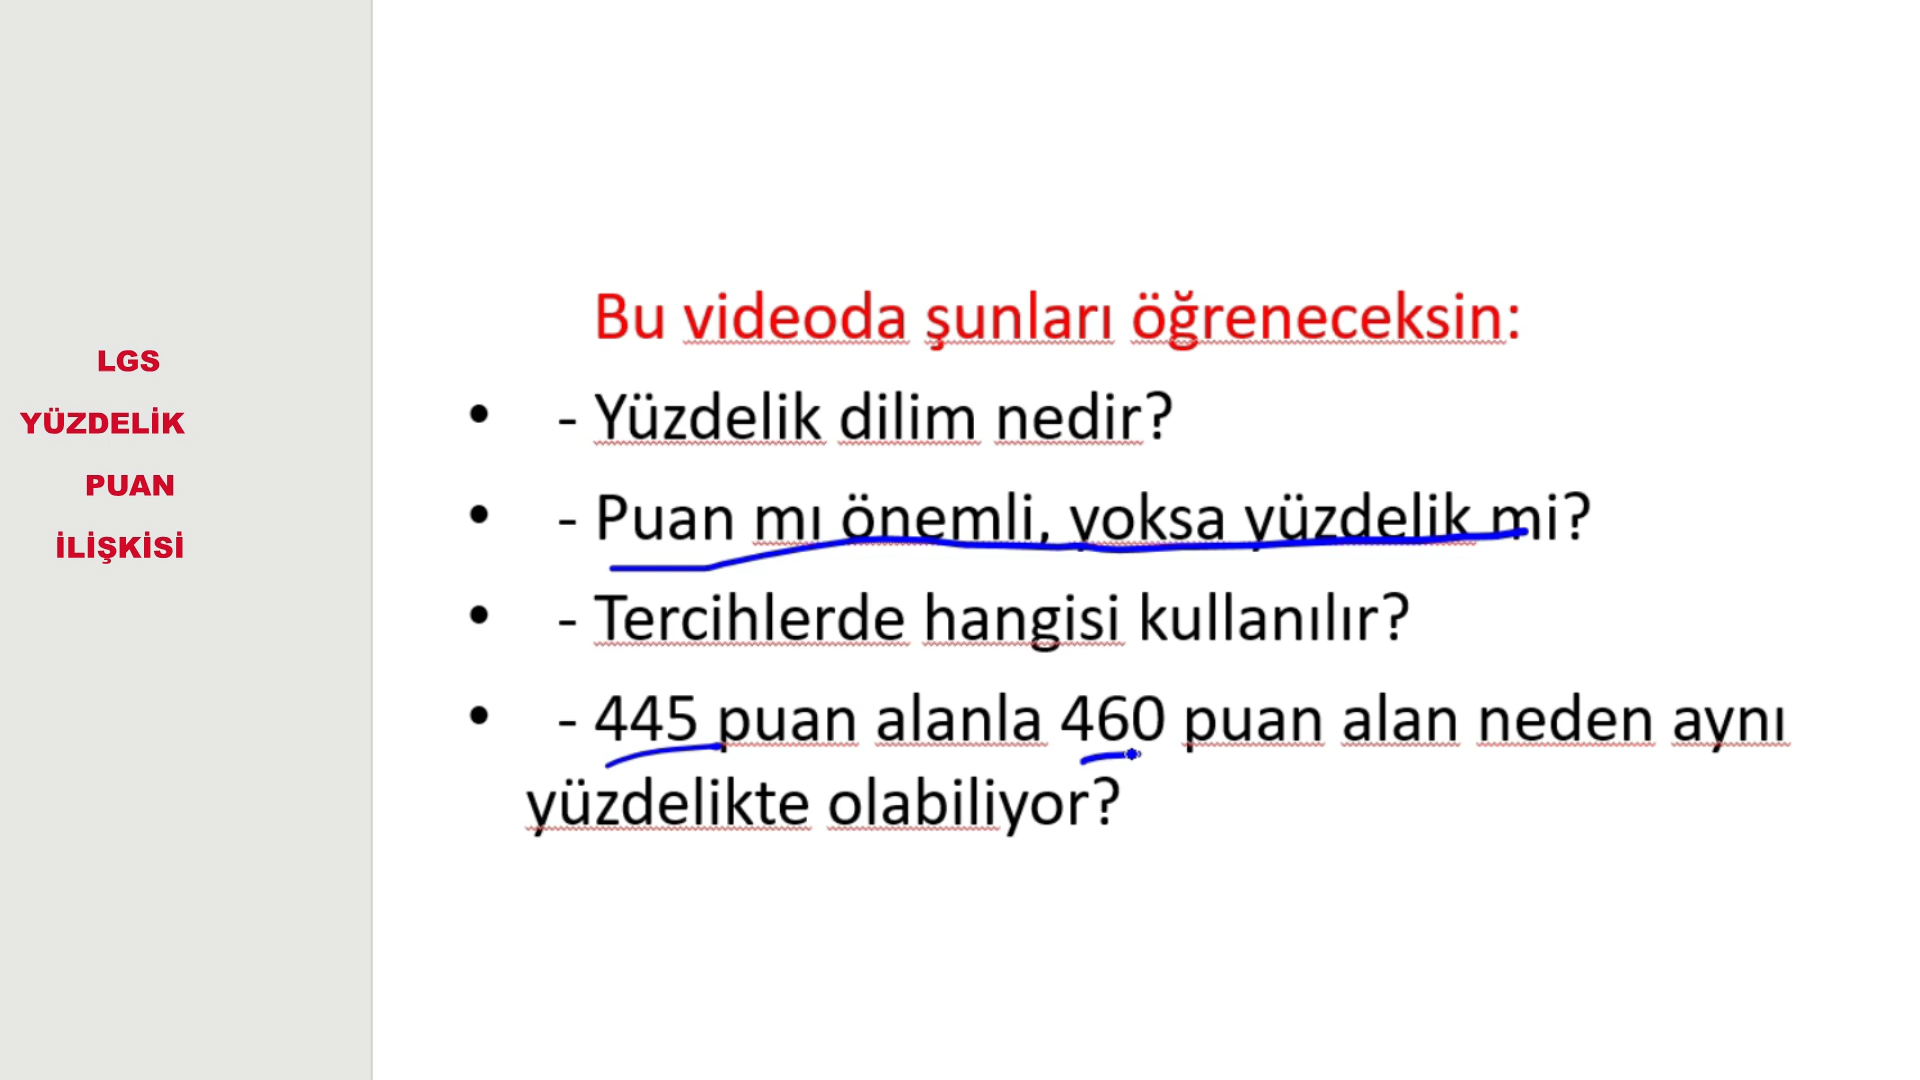 LGS
YÜZDELİK
PUAN
İLİŞKİSİ
Bu videoda şunları öğreneceksin:
• - Yüzdelik dilim nedir?
• - Puan mı önemli, yoksa yüzdelik mi?
• - Tercihlerde hangisi kullanılır?
• - 445 puan alanla 460 puan alan neden aynı
yüzdelikte olabiliyor?